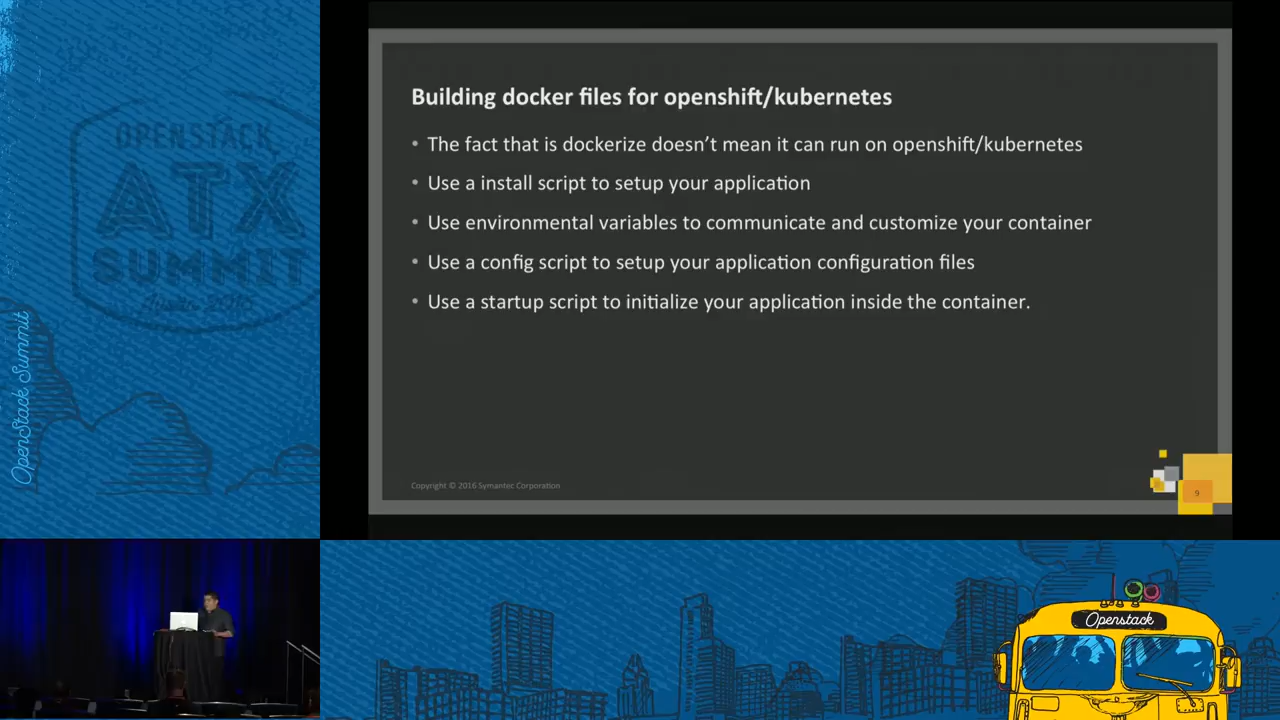 Building docker files for openshift/kubernetes
• The fact that is dockerize doesn't mean it can run on openshift/kubernetes
• Use a install script to setup your application
• Use environmental variables to communicate and customize your container
• Use a config script to setup your application configuration files
• Use a startup script to initialize your application inside the container.
Copyright © 2016 Symantec Corporation
9
OPENSTACK
ATX
SUMMIT
Austin 2016
OpenStack Summit
Openstack